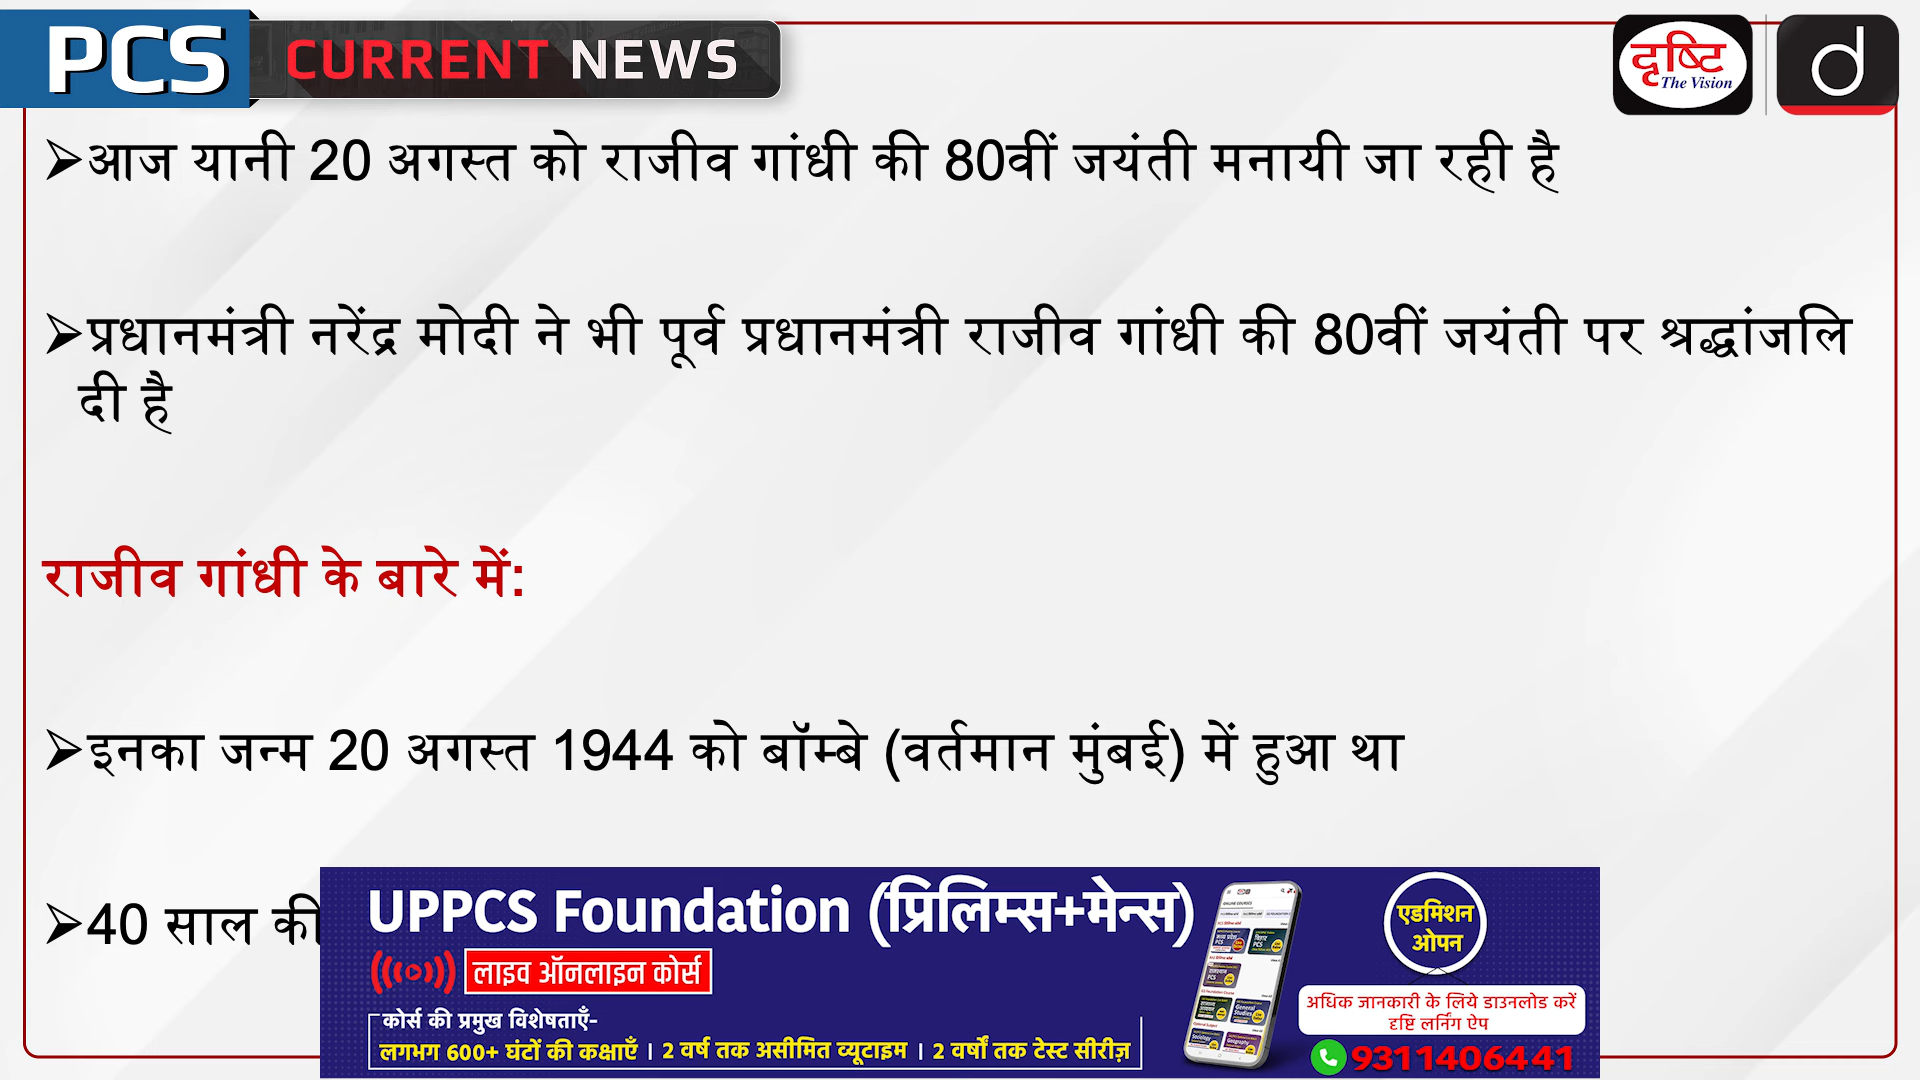 PCS CURRENT NEWS
दृष्टि
The Vision
d
➢आज यानी 20 अगस्त को राजीव गांधी की 80वीं जयंती मनायी जा रही है
➢प्रधानमंत्री नरेंद्र मोदी ने भी पूर्व प्रधानमंत्री राजीव गांधी की 80वीं जयंती पर श्रद्धांजलि
दी है
राजीव गांधी के बारे में:
➢इनका जन्म 20 अगस्त 1944 को बॉम्बे (वर्तमान मुंबई) में हुआ था
➢40 साल की
UPPCS Foundation (प्रिलिम्स+मेन्स)
लाइव ऑनलाइन कोर्स
कोर्स की प्रमुख विशेषताएँ-
लगभग 600+ घंटों की कक्षाएँ । 2 वर्ष तक असीमित व्यूटाइम । 2 वर्षों तक टेस्ट सीरीज़
एडमिशन
ओपन
अधिक जानकारी के लिये डाउनलोड करें
दृष्टि लर्निंग ऐप
9311406441